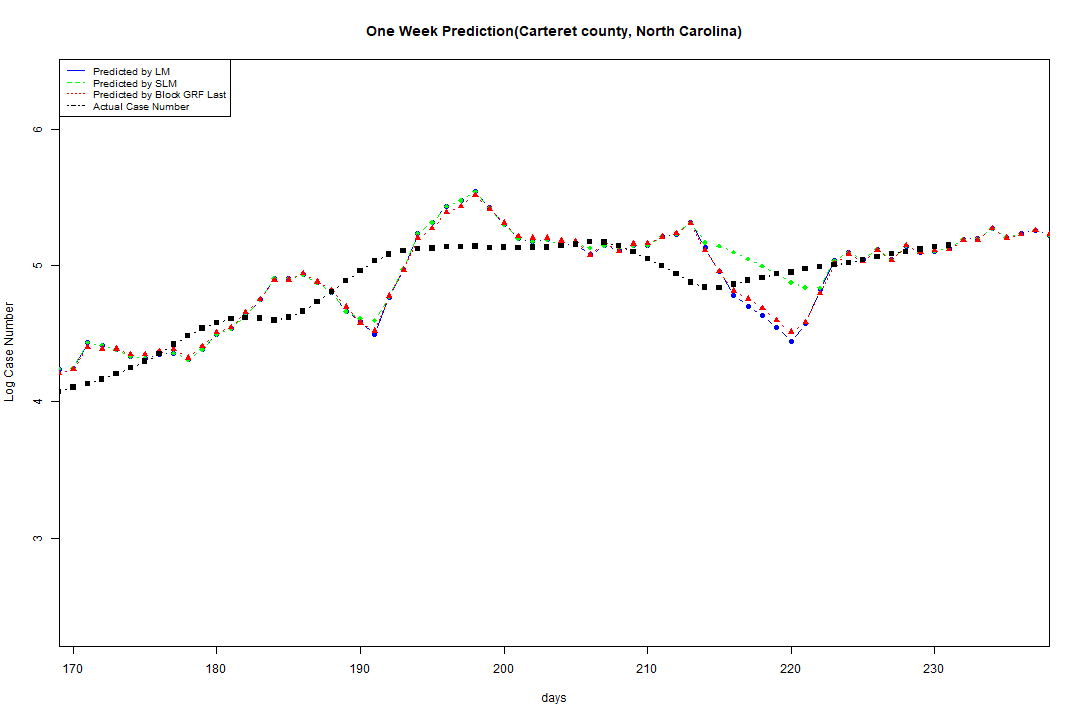 One Week Prediction(Carteret county, North Carolina)
Predicted by LM
Predicted by SLM
Predicted by Block GRF Last
Actual Case Number
6
5
4
3
Log Case Number
170 180 190 200 210 220 230
days